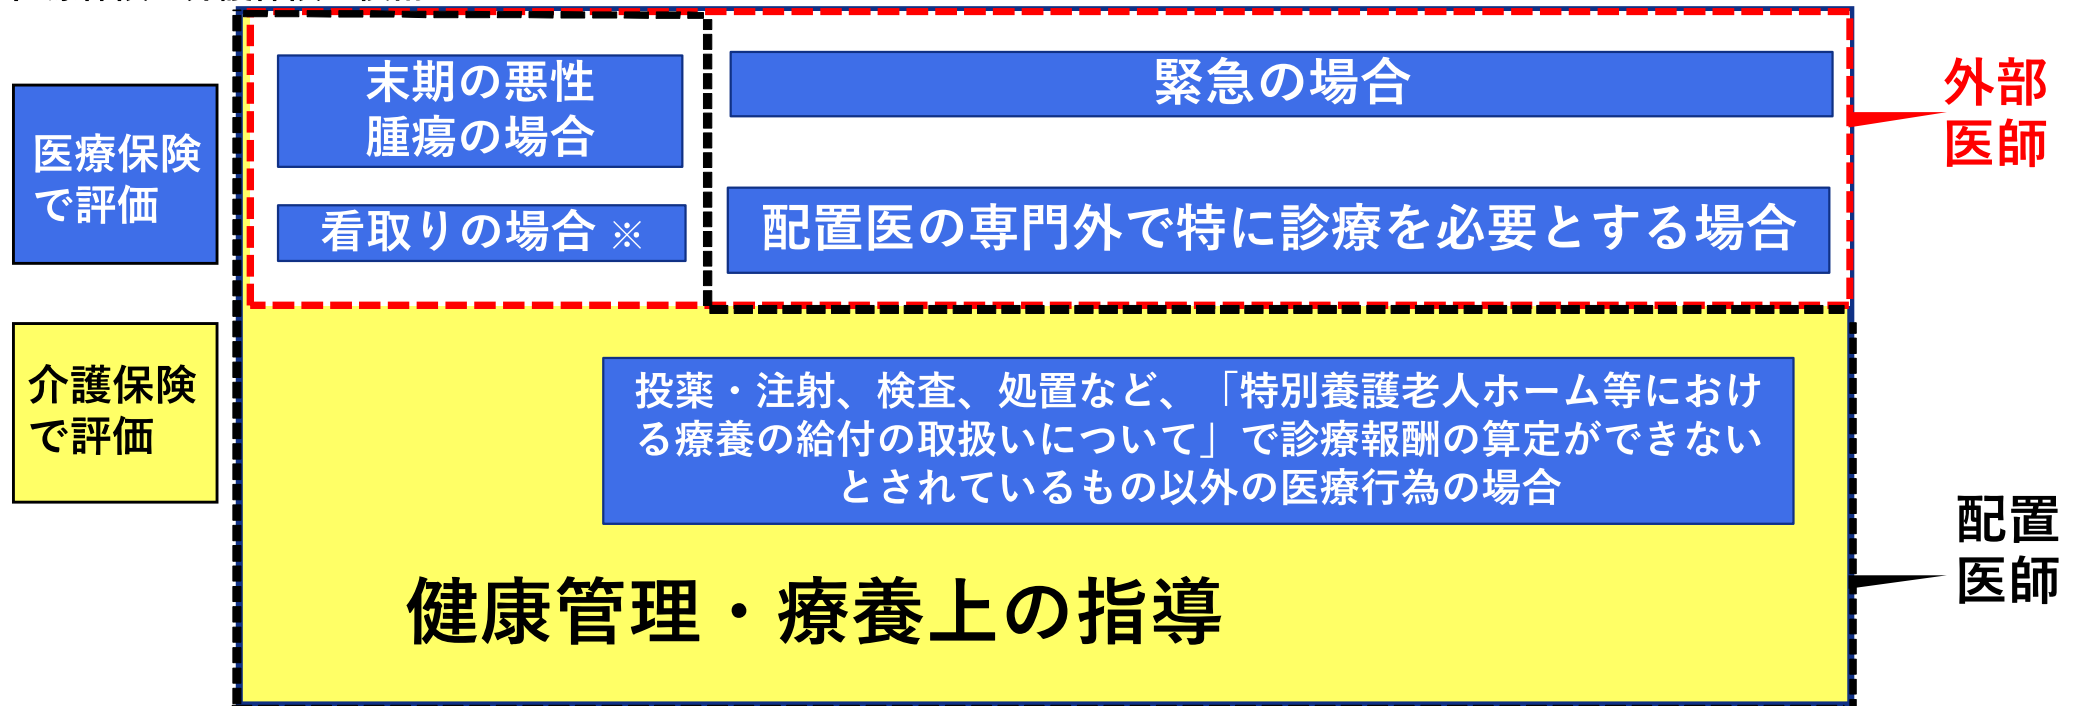 医療保険
で評価
介護保険
で評価
末期の悪性
腫瘍の場合
看取りの場合 ※
緊急の場合
配置医の専門外で特に診療を必要とする場合
投薬・注射、検査、処置など、「特別養護老人ホーム等におけ
る療養の給付の取扱いについて」で診療報酬の算定ができない
とされているもの以外の医療行為の場合
健康管理・療養上の指導
外部
医師
配置
医師